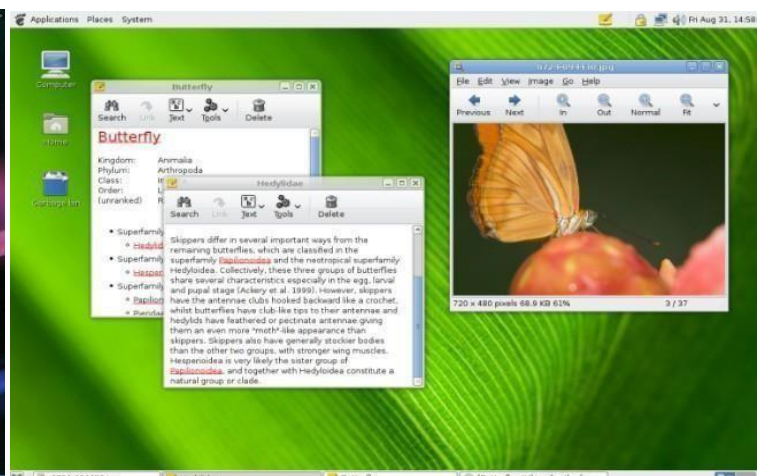 Applications Places System
Fri Aug 31, 14:58
Computer
Home
Garbage bin
Butterfly
Search Link Text Tools Delete
Butterfly
Kingdom: Animalia
Phylum: Arthropoda
Class:
Order:
(unranked)
• Superfamily
• Superfamily
• Superfamily
Hedylidae
Search Link Text Tools Delete
Skippers differ in several important ways from the
remaining butterflies, which are classified in the
superfamily Papilionoidea and the neotropical superfamily
Hedyloidea. Collectively, these three groups of butterflies
share several characteristics especially in the egg, larval
and pupal stage (Ackery et al. 1999). However, skippers
have the antennae clubs hooked backward like a crochet,
whilst butterflies have club-like tips to their antennae and
hedylids have feathered or pectinate antennae giving
them an even more "moth"-like appearance than
skippers. Skippers also have generally stockier bodies
than the other two groups, with stronger wing muscles.
Hesperioidea is very likely the sister group of
Papilionoidea, and together with Hedyloidea constitute a
natural group or clade.
File Edit View Image Go Help
Previous Next In Out Normal Fit
720 x 480 pixels 68.9 KB 61% 3 / 37